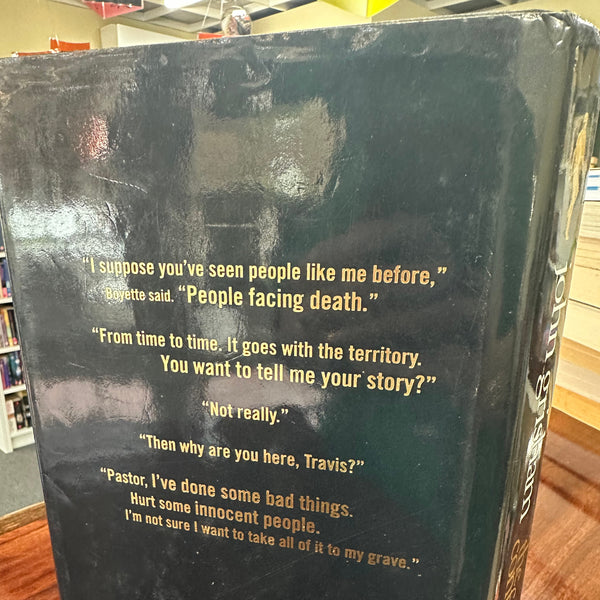 “I suppose you’ve seen people like me before,”
Boyette said. “People facing death.”
“From time to time. It goes with the territory.
You want to tell me your story?”
“Not really.”
“Then why are you here, Travis?”
“Pastor, I’ve done some bad things.
Hurt some innocent people.
I’m not sure I want to take all of it to my grave.”